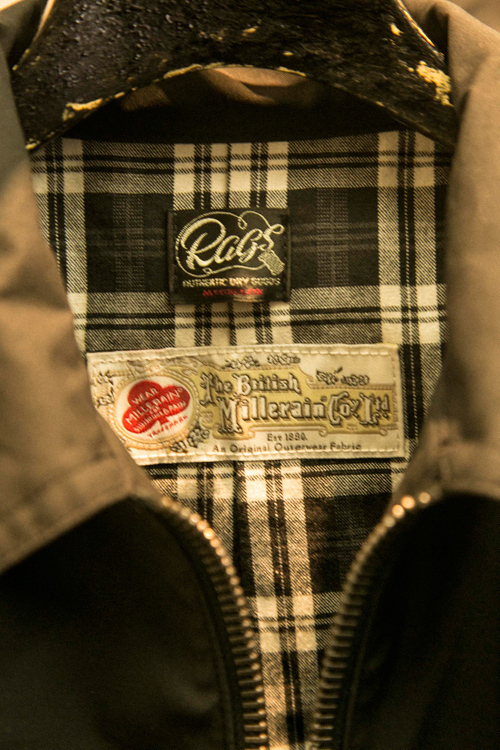 Rags
AUTHENTIC DRY GOODS
WEAR
MILLERAIN
The British
Millerain Co. Ltd
Est 1880.
An Original Outerwear Fabric